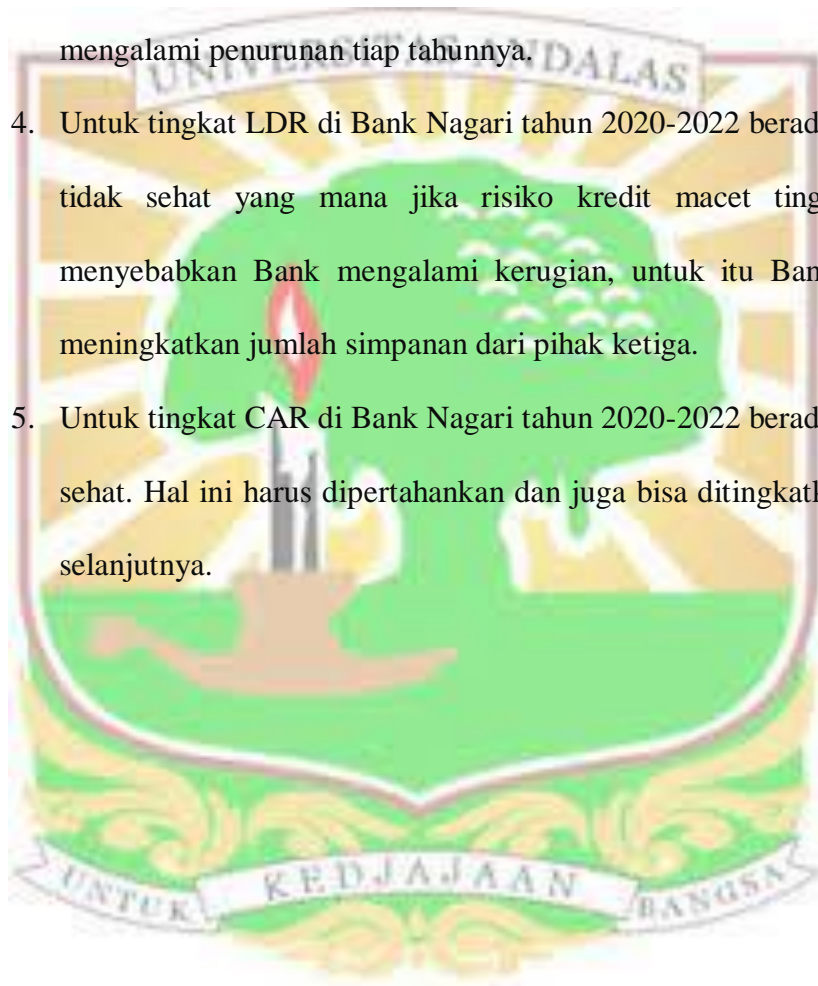 mengalami penurunan tiap tahunnya.
UNIVERSITAS ANDALAS
4. Untuk tingkat LDR di Bank Nagari tahun 2020-2022 berad
tidak sehat yang mana jika risiko kredit macet ting
menyebabkan Bank mengalami kerugian, untuk itu Ban
meningkatkan jumlah simpanan dari pihak ketiga.
5. Untuk tingkat CAR di Bank Nagari tahun 2020-2022 berad
sehat. Hal ini harus dipertahankan dan juga bisa ditingkatk
selanjutnya.
UNTUK KEDJAJAAN BANGSA